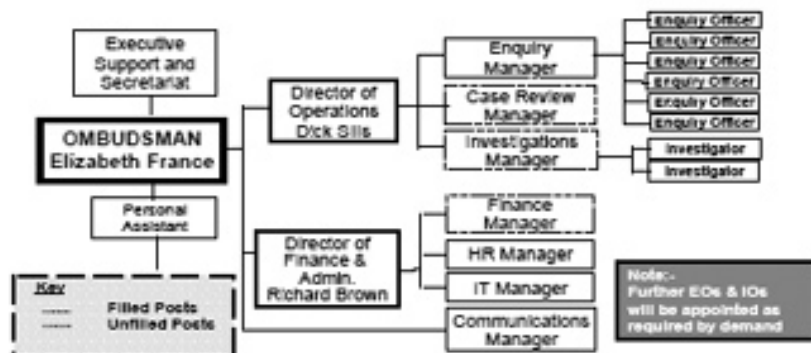 Executive
Support and
Secretariat
OMBUDSMAN
Elizabeth France
Personal
Assistant
Key
Filled Posts
Unfilled Posts
Director of
Operations
Dick Sills
Director of
Finance &
Admin.
Richard Brown
Enquiry
Manager
Case Review
Manager
Investigations
Manager
Finance
Manager
HR Manager
IT Manager
Communications
Manager
Enquiry Officer
Enquiry Officer
Enquiry Officer
Enquiry Officer
Enquiry Officer
Enquiry Officer
Investigator
Investigator
Note:-
Further EOs & IOs
will be appointed as
required by demand